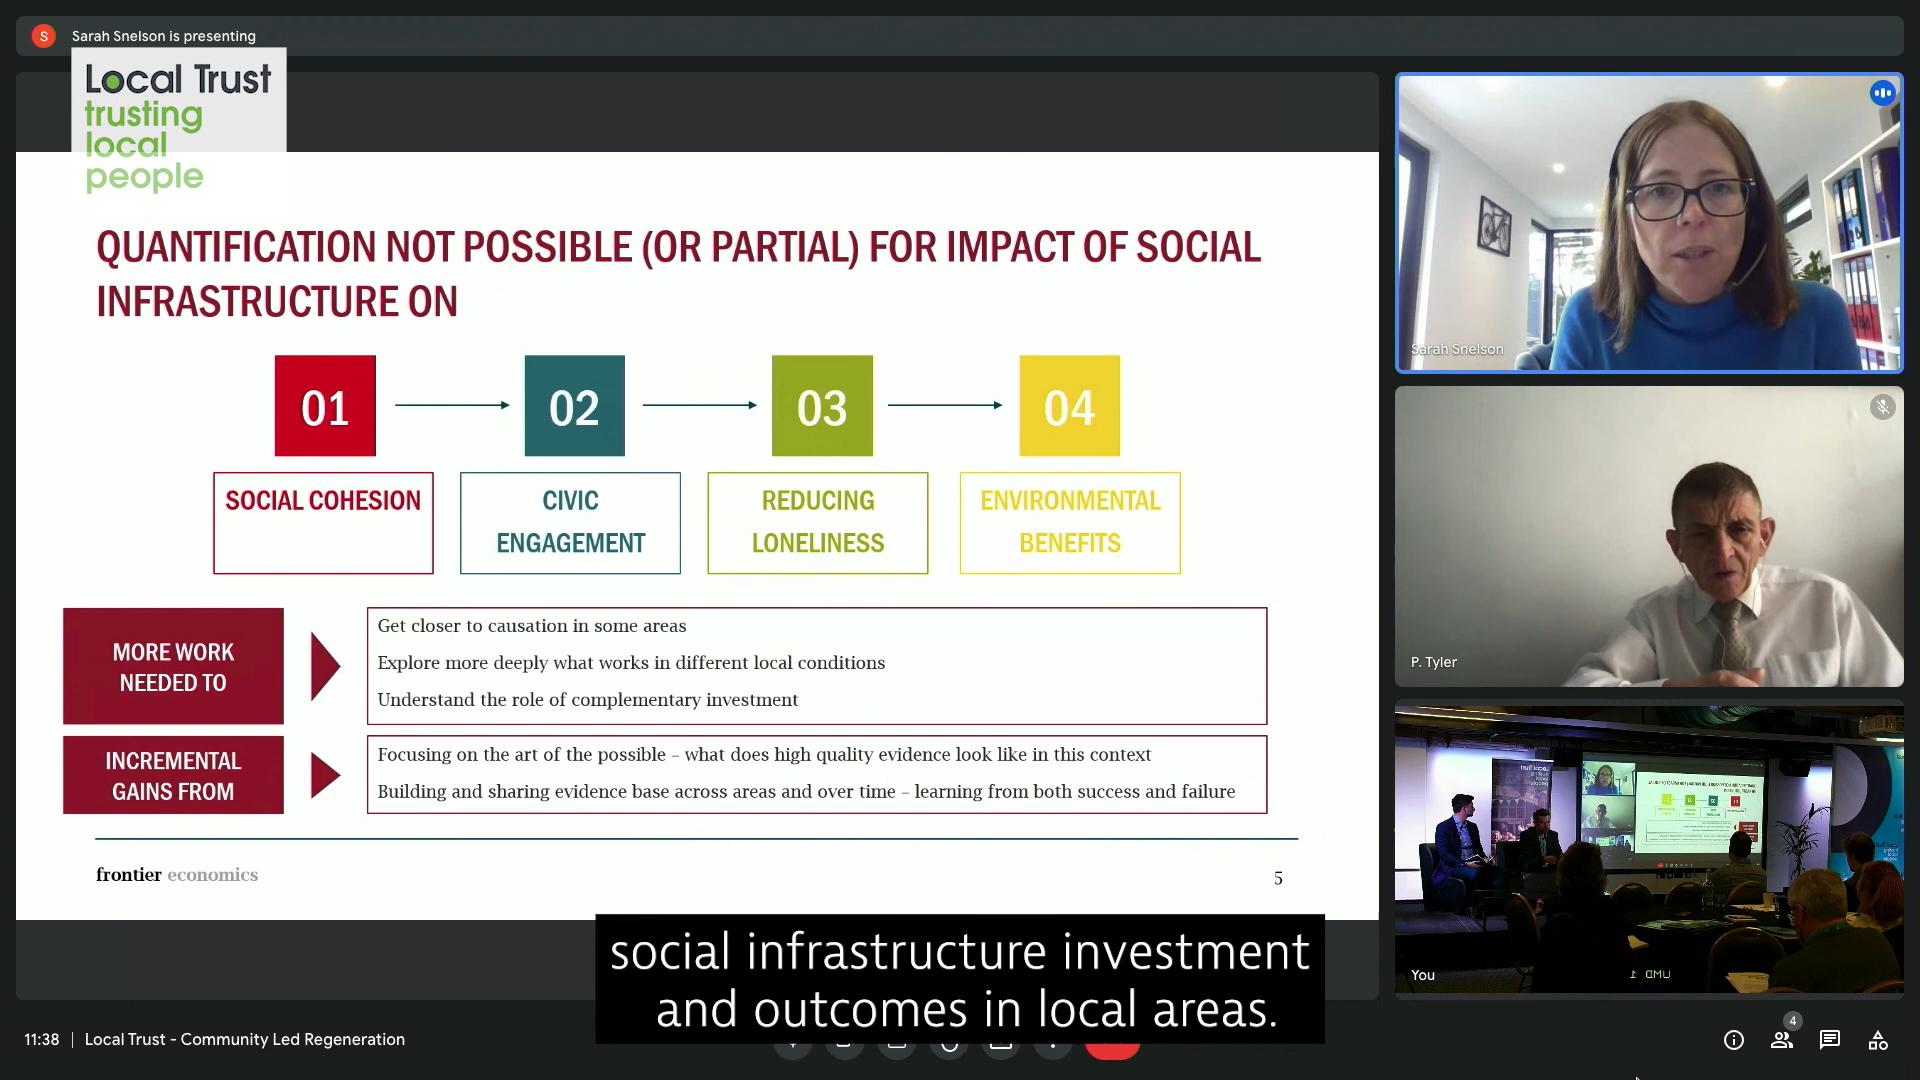 S
Sarah Snelson is presenting
Local Trust
trusting
local
people
QUANTIFICATION NOT POSSIBLE (OR PARTIAL) FOR IMPACT OF SOCIAL
INFRASTRUCTURE ON
01
02
03
04
SOCIAL COHESION
CIVIC
ENGAGEMENT
REDUCING
LONELINESS
ENVIRONMENTAL
BENEFITS
MORE WORK
NEEDED TO
Get closer to causation in some areas
Explore more deeply what works in different local conditions
Understand the role of complementary investment
INCREMENTAL
GAINS FROM
Focusing on the art of the possible – what does high quality evidence look like in this context
Building and sharing evidence base across areas and over time – learning from both success and failure
frontier economics
5
Sarah Snelson
P. Tyler
You
social infrastructure investment
and outcomes in local areas.
11:38 | Local Trust - Community Led Regeneration
4